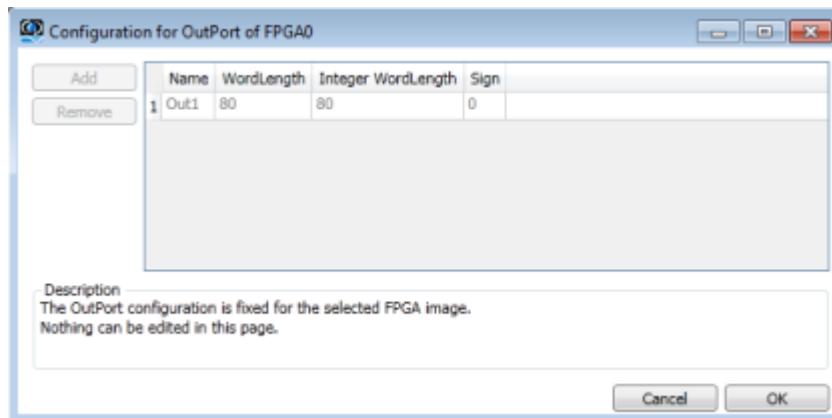 Configuration for OutPort of FPGA0
Add
Remove
Name WordLength Integer WordLength Sign
1 Out1 80 80 0
Description
The OutPort configuration is fixed for the selected FPGA image.
Nothing can be edited in this page.
Cancel OK